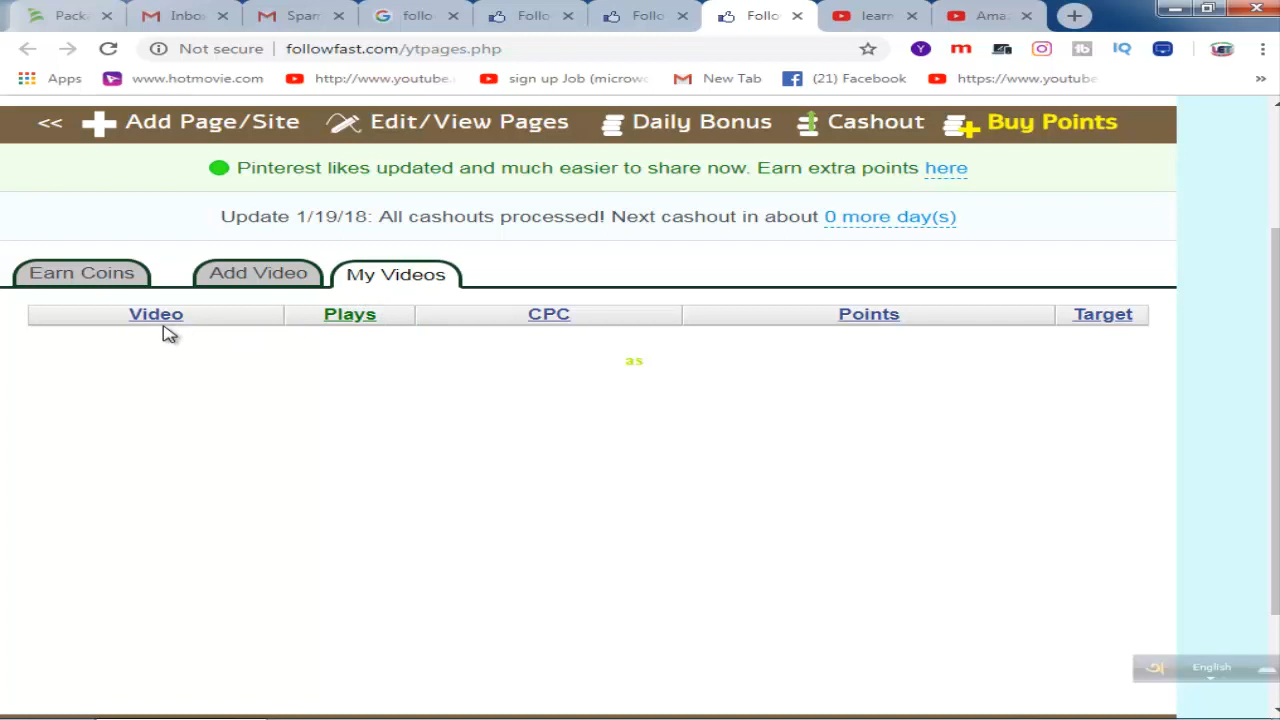 Pack
Inbo
Span
follo
Follo
Follo
Follo
learn
Ama
Not secure
followfast.com/ytpages.php
Y
m
tb
IQ
Apps
www.hotmovie.com
http://www.youtube.
sign up Job (microw
New Tab
(21) Facebook
https://www.youtube
»
<< Add Page/Site
Edit/View Pages
Daily Bonus
Cashout
Buy Points
Pinterest likes updated and much easier to share now. Earn extra points here
Update 1/19/18: All cashouts processed! Next cashout in about 0 more day(s)
Earn Coins
Add Video
My Videos
Video
Plays
CPC
Points
Target
as
English